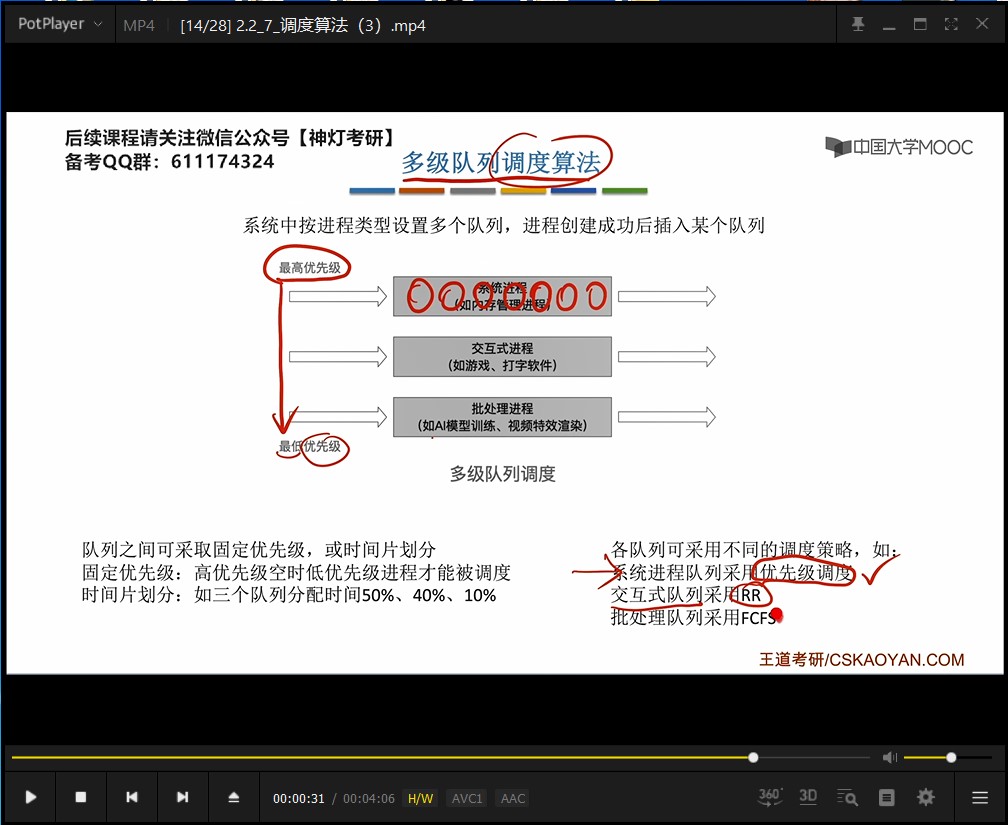 PotPlayer MP4 [14/28] 2.2_7_调度算法（3）.mp4
后续课程请关注微信公众号【神灯考研】
备考QQ群：611174324
中国大学MOOC
多级队列调度算法
系统中按进程类型设置多个队列，进程创建成功后插入某个队列
最高优先级
系统进程
（如内存管理进程）
交互式进程
（如游戏、打字软件）
批处理进程
（如AI模型训练、视频特效渲染）
最低优先级
多级队列调度
队列之间可采取固定优先级，或时间片划分
固定优先级：高优先级空时低优先级进程才能被调度
时间片划分：如三个队列分配时间50%、40%、10%
各队列可采用不同的调度策略，如：
系统进程队列采用优先级调度
交互式队列采用RR
批处理队列采用FCFS
王道考研/CSKAOYAN.COM
00:00:31 / 00:04:06 H/W AVC1 AAC
360° 3D